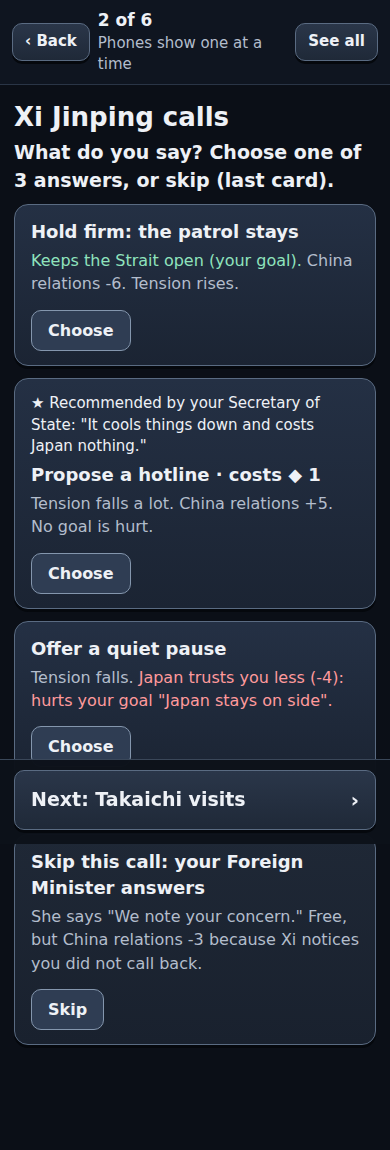 ‹ Back
2 of 6
Phones show one at a
time
See all
Xi Jinping calls
What do you say? Choose one of
3 answers, or skip (last card).
Hold firm: the patrol stays
Keeps the Strait open (your goal). China
relations -6. Tension rises.
Choose
★ Recommended by your Secretary of
State: "It cools things down and costs
Japan nothing."
Propose a hotline · costs ◆ 1
Tension falls a lot. China relations +5.
No goal is hurt.
Choose
Offer a quiet pause
Tension falls. Japan trusts you less (-4):
hurts your goal "Japan stays on side".
Choose
Next: Takaichi visits ›
Skip this call: your Foreign
Minister answers
She says "We note your concern." Free,
but China relations -3 because Xi notices
you did not call back.
Skip